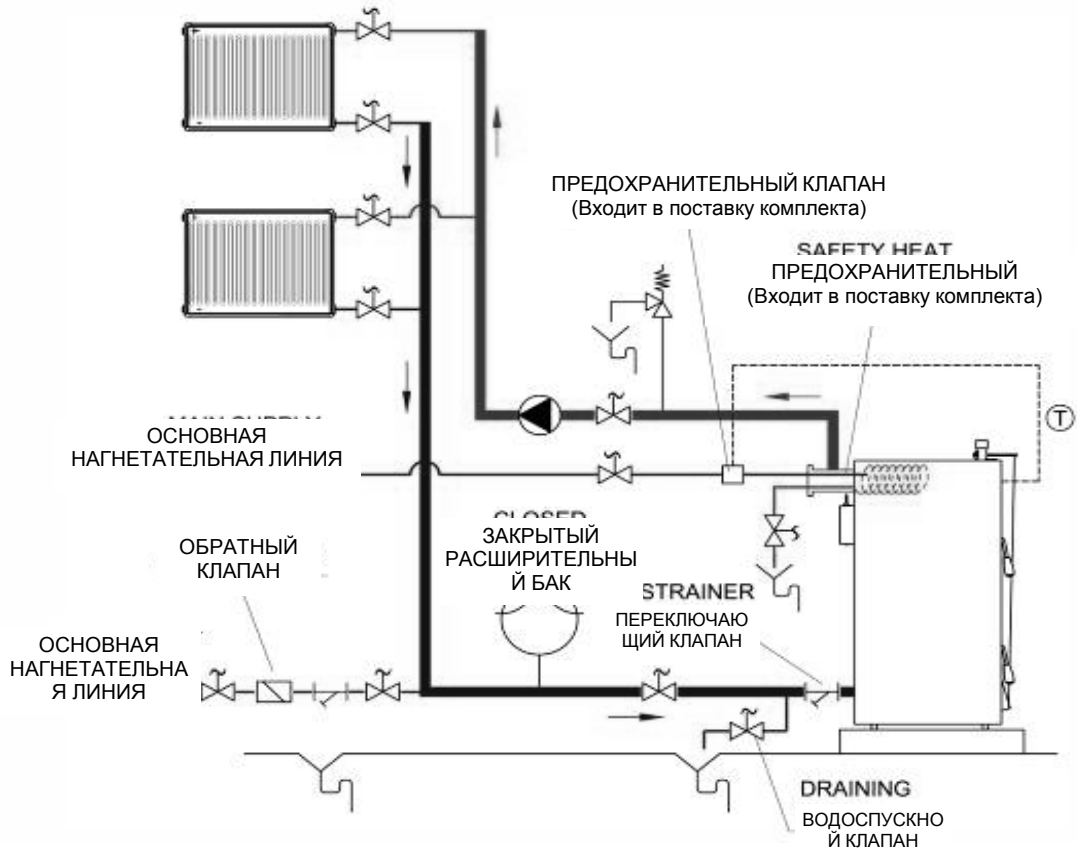 ПРЕДОХРАНИТЕЛЬНЫЙ КЛАПАН
(Входит в поставку комплекта)
SAFETY HEAT
ПРЕДОХРАНИТЕЛЬНЫЙ
(Входит в поставку комплекта)
T
ОСНОВНАЯ
НАГНЕТАТЕЛЬНАЯ ЛИНИЯ
ЗАКРЫТЫЙ
РАСШИРИТЕЛЬНЫ
Й БАК
ОБРАТНЫЙ
КЛАПАН
STRAINER
ПЕРЕКЛЮЧАЮ
ЩИЙ КЛАПАН
ОСНОВНАЯ
НАГНЕТАТЕЛЬНА
Я ЛИНИЯ
DRAINING
ВОДОСПУСКНО
Й КЛАПАН